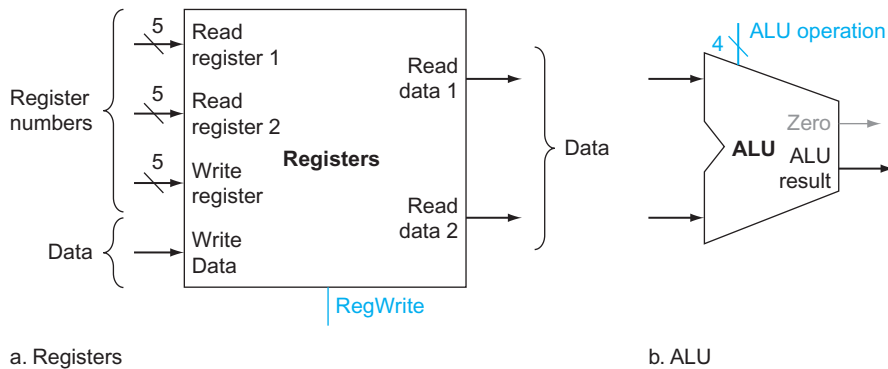 Register
numbers
Data
5
5
5
Read
register 1
Read
register 2
Write
register
Write
Data
Registers
Read
data 1
Read
data 2
Data
RegWrite
a. Registers
4
ALU operation
Zero
ALU
ALU
result
b. ALU